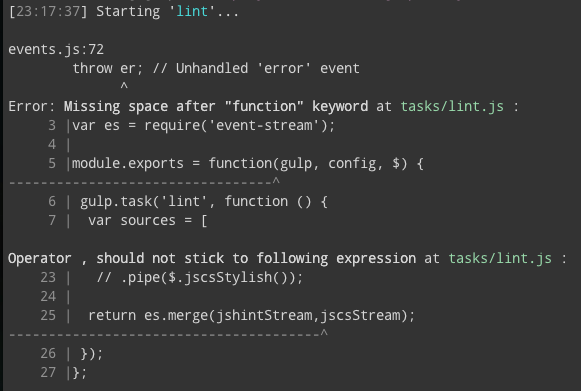 [23:17:37] Starting 'lint'...

events.js:72
        throw er; // Unhandled 'error' event
              ^
Error: Missing space after "function" keyword at tasks/lint.js :
     3 |var es = require('event-stream');
     4 |
     5 |module.exports = function(gulp, config, $) {
---------------------------------^
     6 | gulp.task('lint', function () {
     7 |  var sources = [

Operator , should not stick to following expression at tasks/lint.js :
    23 |   // .pipe($.jscsStylish());
    24 |
    25 |  return es.merge(jshintStream,jscsStream);
---------------------------------------^
    26 | });
    27 |};